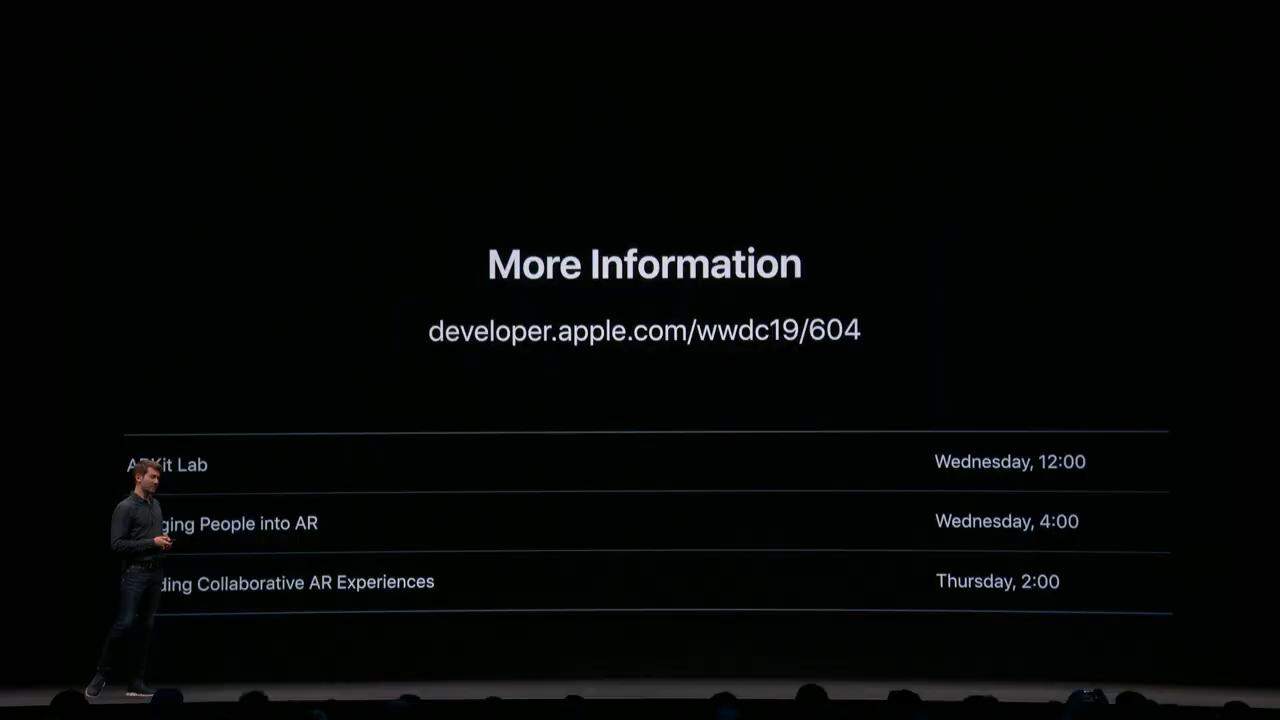 More Information
developer.apple.com/wwdc19/604
Lab
Wednesday, 12:00
People into AR
Wednesday, 4:00
Collaborative AR Experiences
Thursday, 2:00